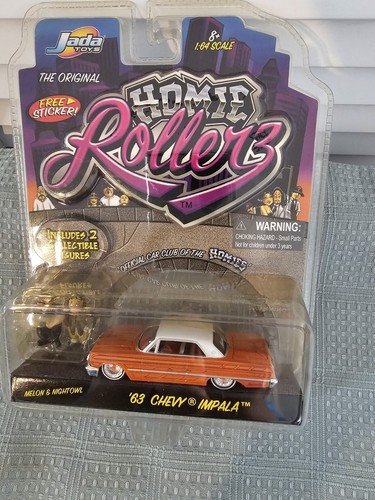 Jada
TOYS
8+
1:64 SCALE
THE ORIGINAL
FREE
STICKER!
HOMIE
Rollerz
TM
INCLUDES 2
COLLECTIBLE
FIGURES
WARNING:
CHOKING HAZARD - Small Parts
Not for children under 3 years
OFFICIAL CAR CLUB OF THE HOMIES
MELON & NIGHTOWL
'63 CHEVY® IMPALA™